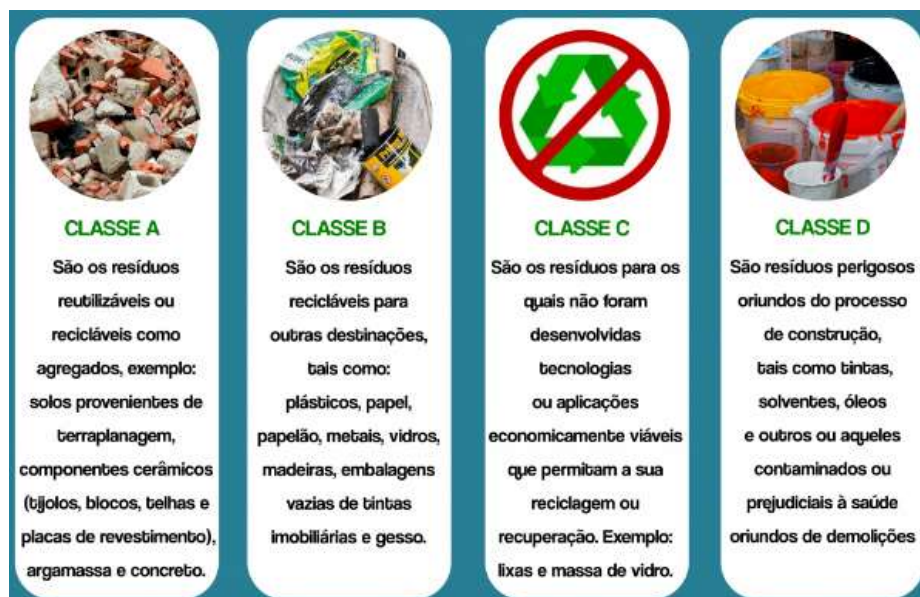 CLASSE A
São os resíduos
reutilizáveis ou
recicláveis como
agregados, exemplo:
solos provenientes de
terraplanagem,
componentes cerâmicos
(tijolos, blocos, telhas e
placas de revestimento),
argamassa e concreto.
CLASSE B
São os resíduos
recicláveis para
outras destinações,
tais como:
plásticos, papel,
papelão, metais, vidros,
madeiras, embalagens
vazias de tintas
imobiliárias e gesso.
CLASSE C
São os resíduos para os
quais não foram
desenvolvidas
tecnologias
ou aplicações
economicamente viáveis
que permitam a sua
reciclagem ou
recuperação. Exemplo:
lixas e massa de vidro.
CLASSE D
São resíduos perigosos
oriundos do processo
de construção,
tais como tintas,
solventes, óleos
e outros ou aqueles
contaminados ou
prejudiciais à saúde
oriundos de demolições